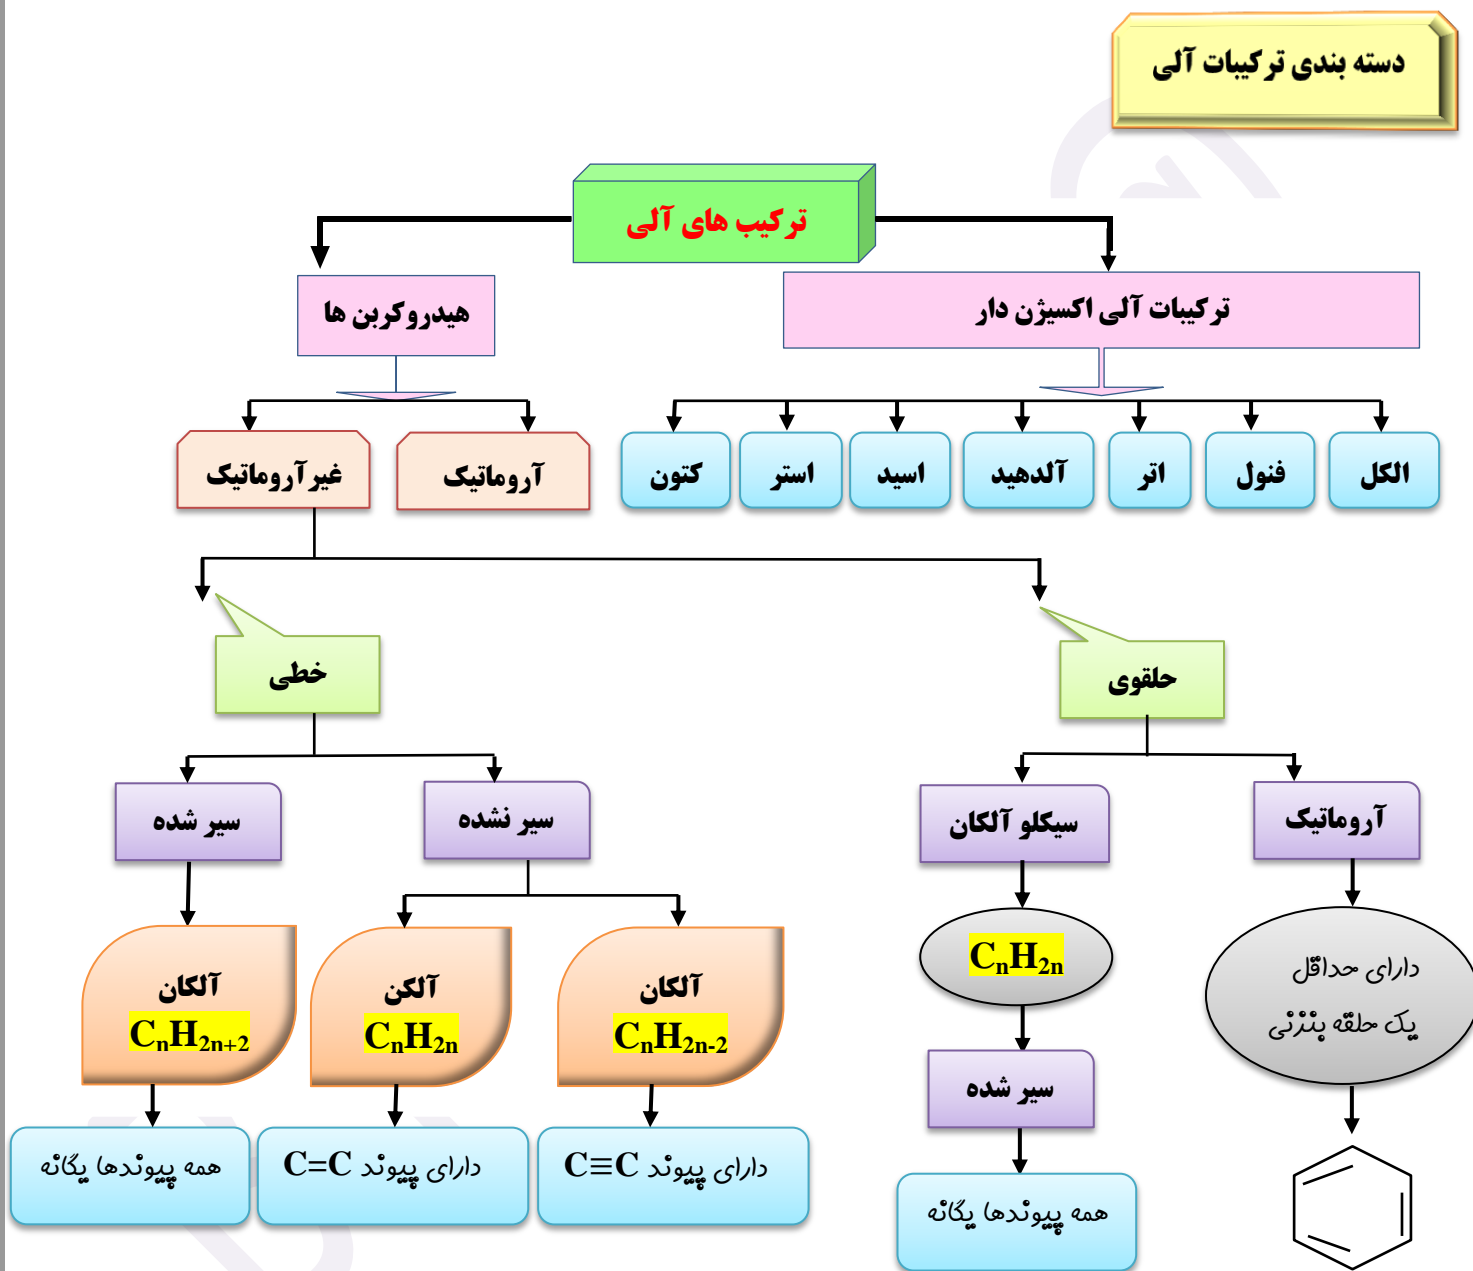 دسته بندی ترکیبات آلی
ترکیب های آلی
ترکیبات آلی اکسیژن دار
هیدروکربن ها
الکل
فنول
اتر
آلدهید
اسید
استر
کتون
آروماتیک
غیرآروماتیک
حلقوی
خطی
آروماتیک
سیکلو آلکان
سیر نشده
سیر شده
دارای حداقل
یک حلقه بنزنی
CnH2n
سیر شده
همه پیوندها یگانه
آلکان
CnH2n-2
آلکن
CnH2n
آلکان
CnH2n+2
دارای پیوند C≡C
دارای پیوند C=C
همه پیوندها یگانه